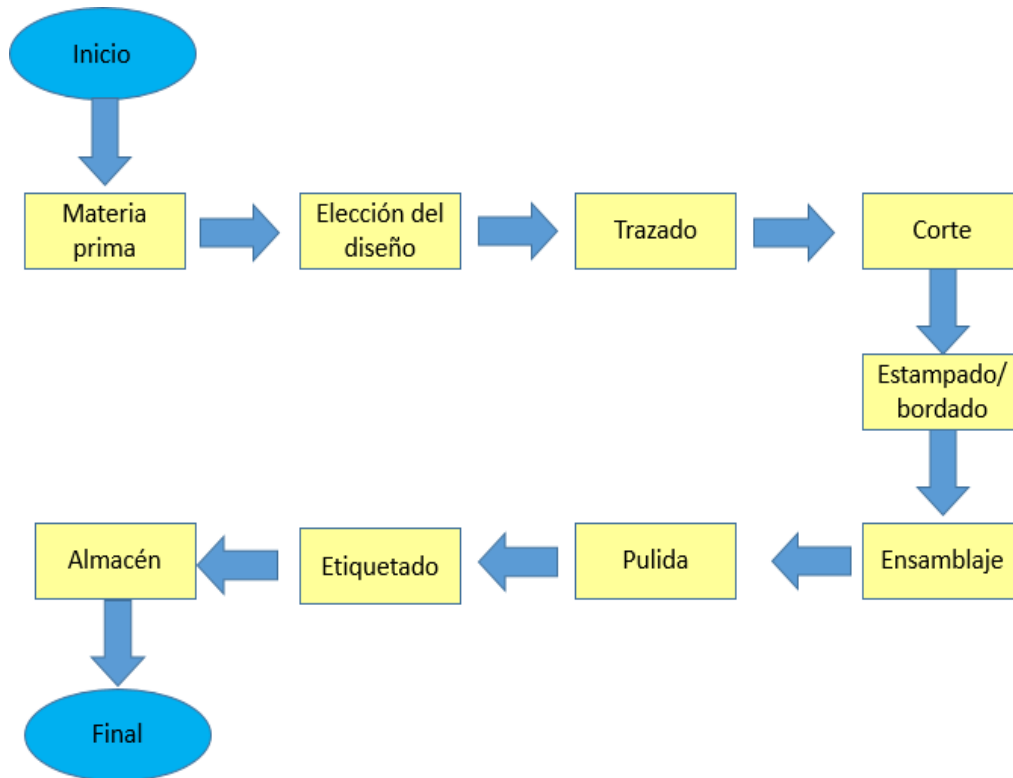 Inicio
Materia
prima
Elección del
diseño
Trazado
Corte
Estampado/
bordado
Ensamblaje
Pulida
Etiquetado
Almacén
Final